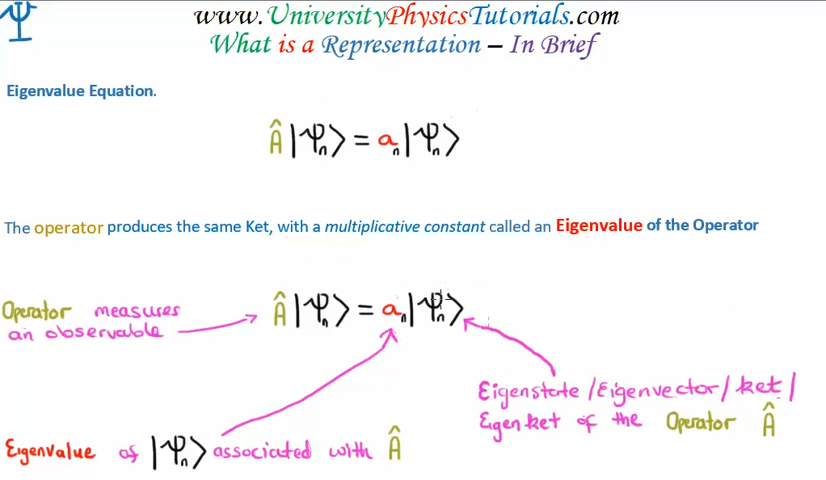 www.UniversityPhysicsTutorials.com
What is a Representation – In Brief
Eigenvalue Equation.
Â|Ψₙ⟩ = aₙ|Ψₙ⟩
The operator produces the same Ket, with a multiplicative constant called an Eigenvalue of the Operator
Operator measures
an observable
Â|Ψₙ⟩ = aₙ|Ψₙ⟩
Eigenstate/Eigenvector/ket/
Eigenket of the Operator Â
Eigenvalue of |Ψₙ⟩ associated with Â